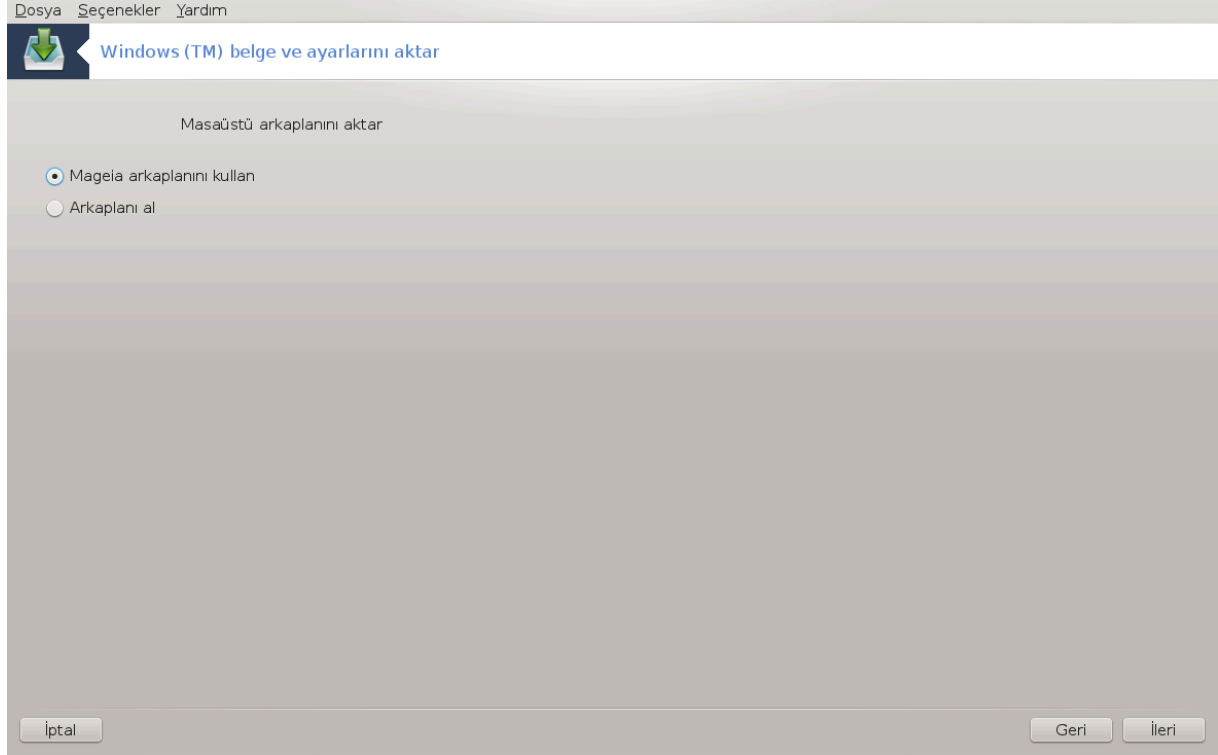 Dosya Seçenekler Yardım
Windows (TM) belge ve ayarlarını aktar
Masaüstü arkaplanını aktar
Mageia arkaplanını kullan
Arkaplanı al
İptal Geri İleri